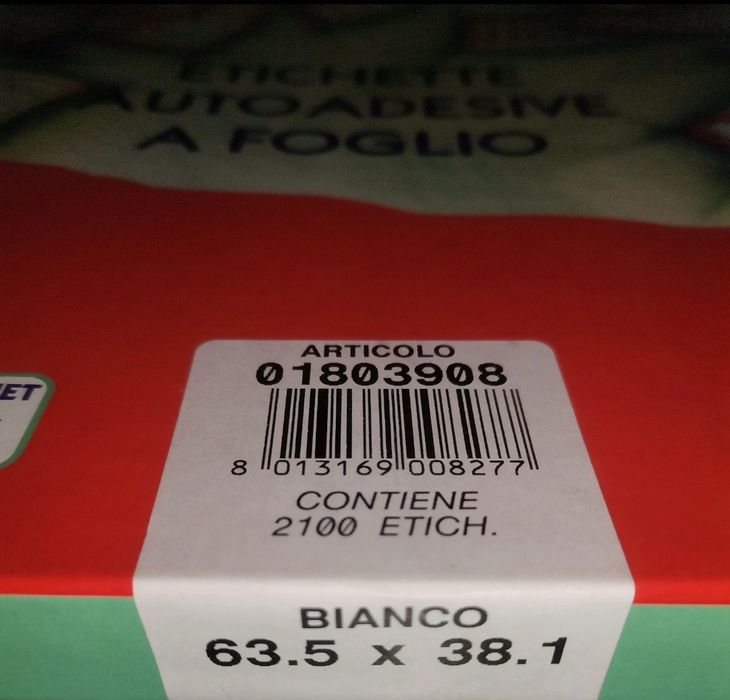 ETICHETTE
AUTOADESIVE
A FOGLIO
ARTICOLO
01803908
8 013169 008277
CONTIENE
2100 ETICH.
BIANCO
63.5 x 38.1